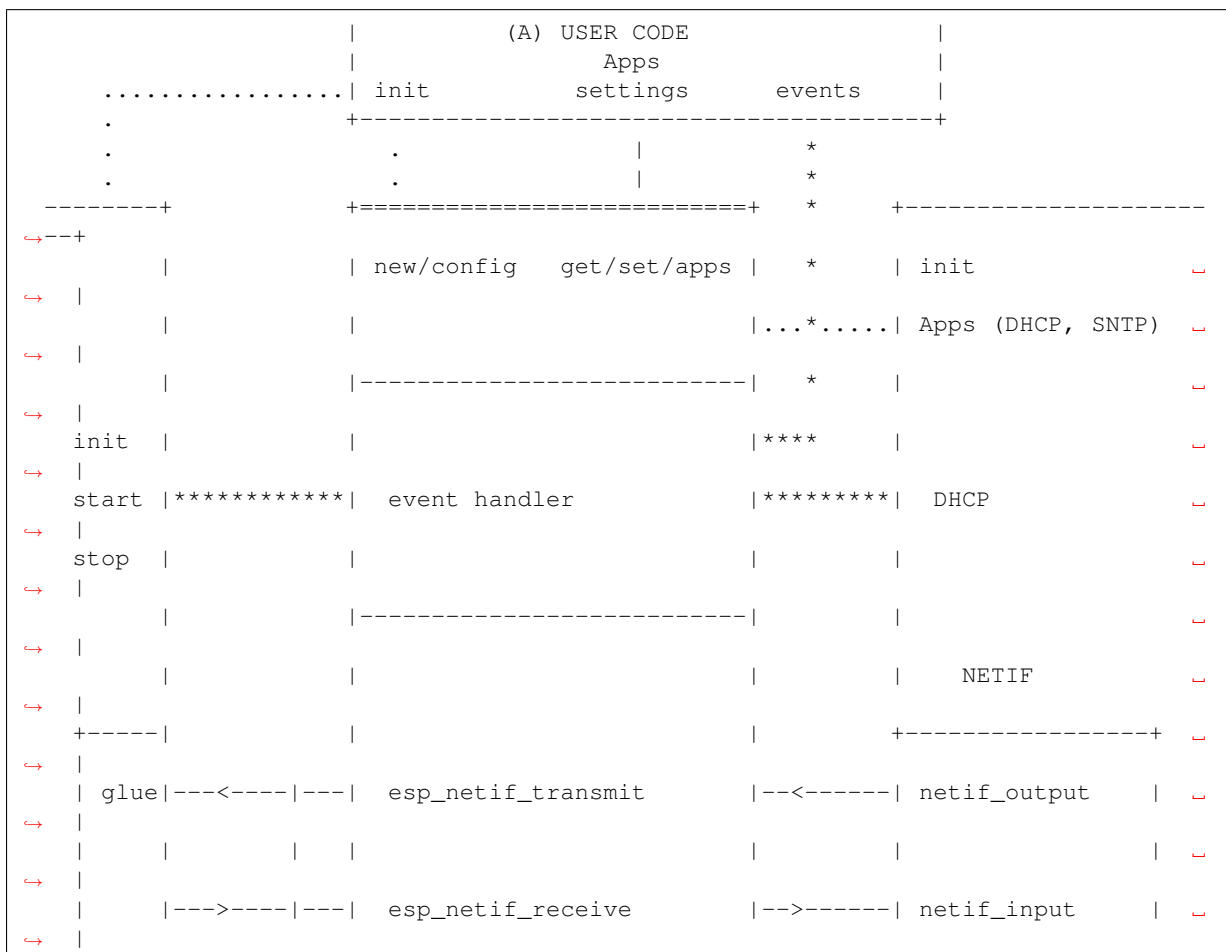 |          (A) USER CODE                 |
|                 Apps                   |
.................| init          settings      events     |
.                +----------------------------------------+
.                   .                |           *
.                   .                |           *
--------+            +===========================+   *     +---------------------
↪--+
|            | new/config   get/set/apps |   *     | init               ␣
↪  |
|            |                           |...*.....| Apps (DHCP, SNTP)  ␣
↪  |
|            |---------------------------|   *     |                    ␣
↪  |
init  |            |                           |****     |                    ␣
↪  |
start |************|  event handler            |*********|  DHCP              ␣
↪  |
stop  |            |                           |         |                    ␣
↪  |
|            |---------------------------|         |                    ␣
↪  |
|            |                           |         |    NETIF           ␣
↪  |
+-----|            |                           |         +-----------------+  ␣
↪  |
| glue|---<----|---|  esp_netif_transmit       |--<------| netif_output    |  ␣
↪  |
|     |        |   |                           |         |                 |  ␣
↪  |
|     |--->----|---|  esp_netif_receive        |-->------| netif_input     |  ␣
↪  |